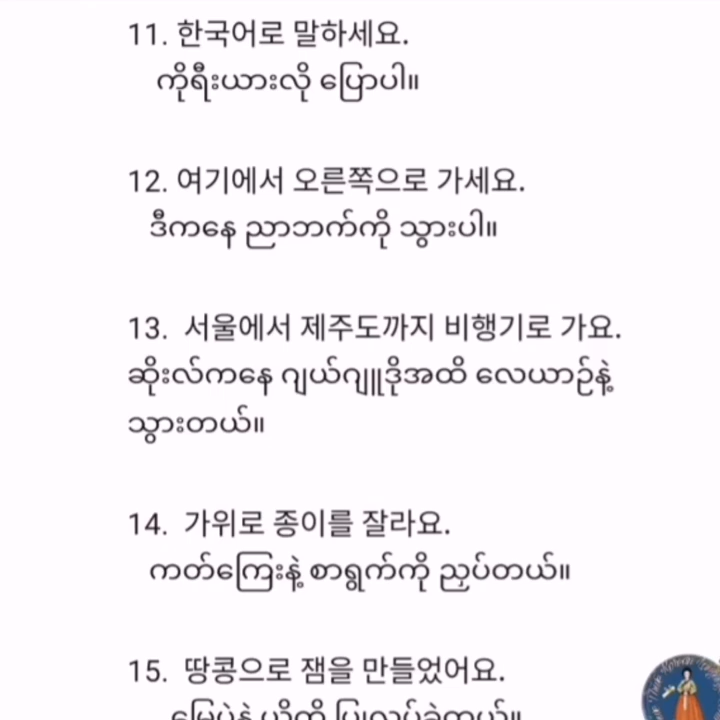 11. 한국어로 말하세요.
ကိုရီးယားလို ပြောပါ။
12. 여기에서 오른쪽으로 가세요.
ဒီကနေ ညာဘက်ကို သွားပါ။
13. 서울에서 제주도까지 비행기로 가요.
ဆိုးလ်ကနေ ဂျယ်ဂျူဒိုအထိ လေယာဉ်နဲ့
သွားတယ်။
14. 가위로 종이를 잘라요.
ကတ်ကြေးနဲ့ စာရွက်ကို ညှပ်တယ်။
15. 땅콩으로 잼을 만들었어요.